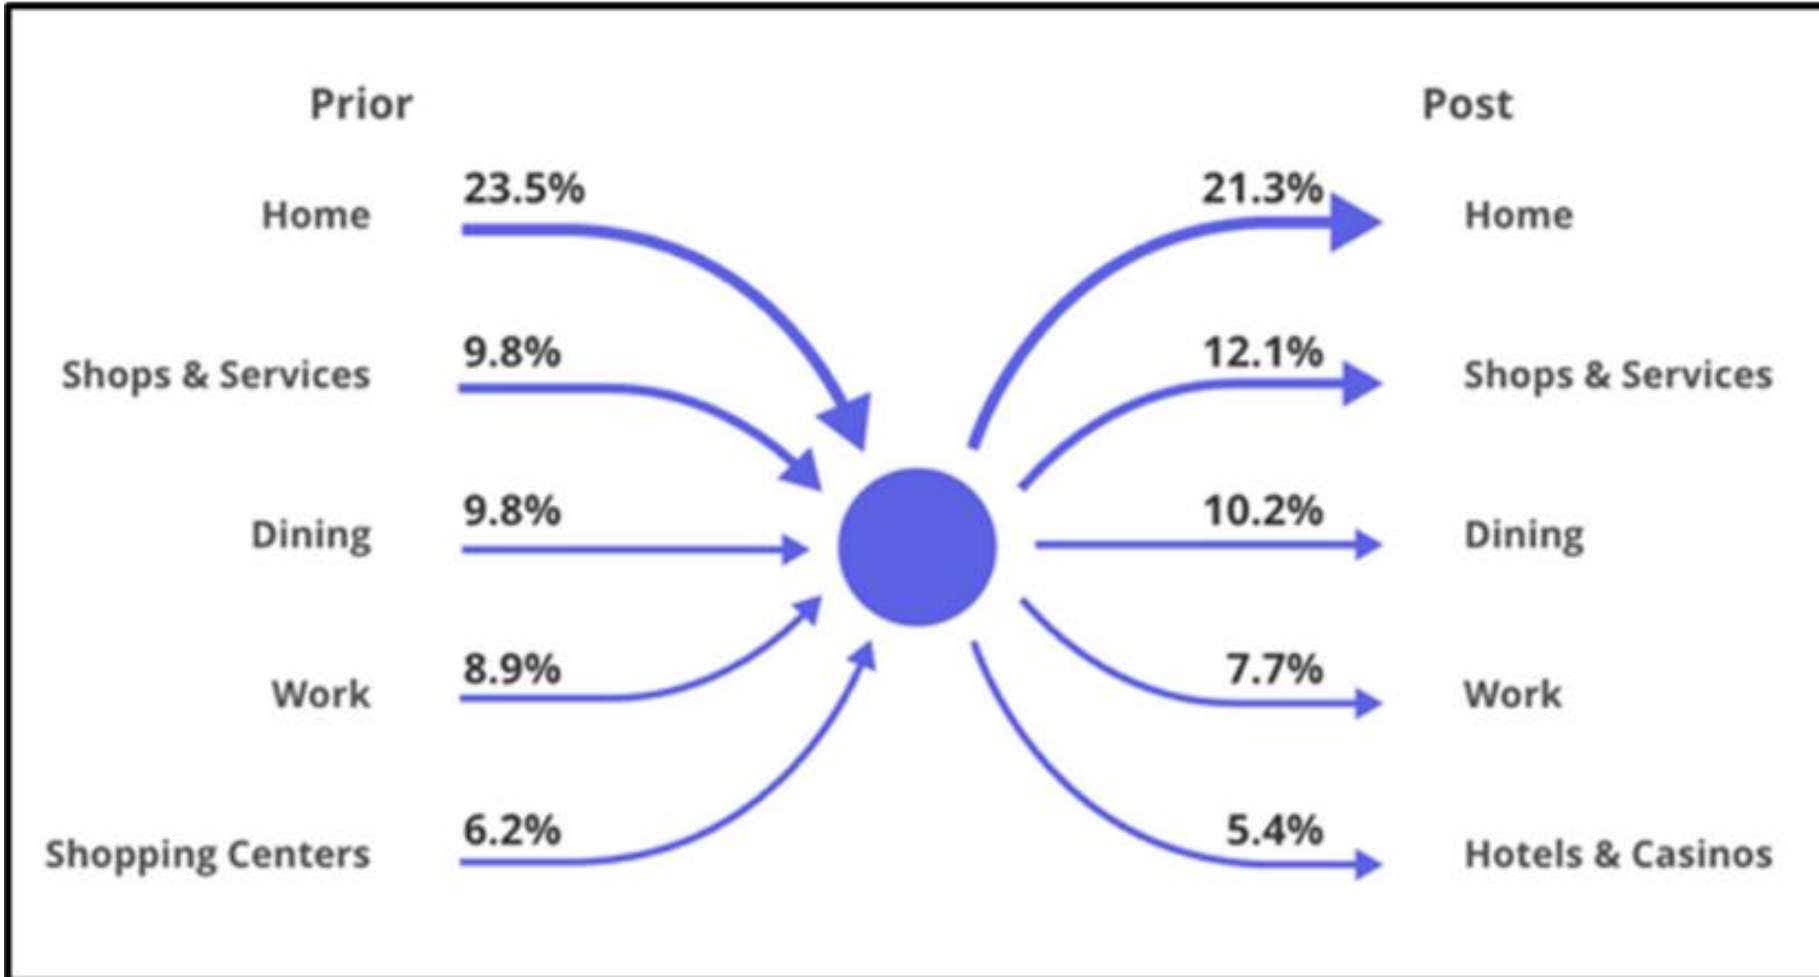 Prior
Post
23.5%
Home
21.3%
Home
9.8%
Shops & Services
12.1%
Shops & Services
9.8%
Dining
10.2%
Dining
8.9%
Work
7.7%
Work
6.2%
Shopping Centers
5.4%
Hotels & Casinos